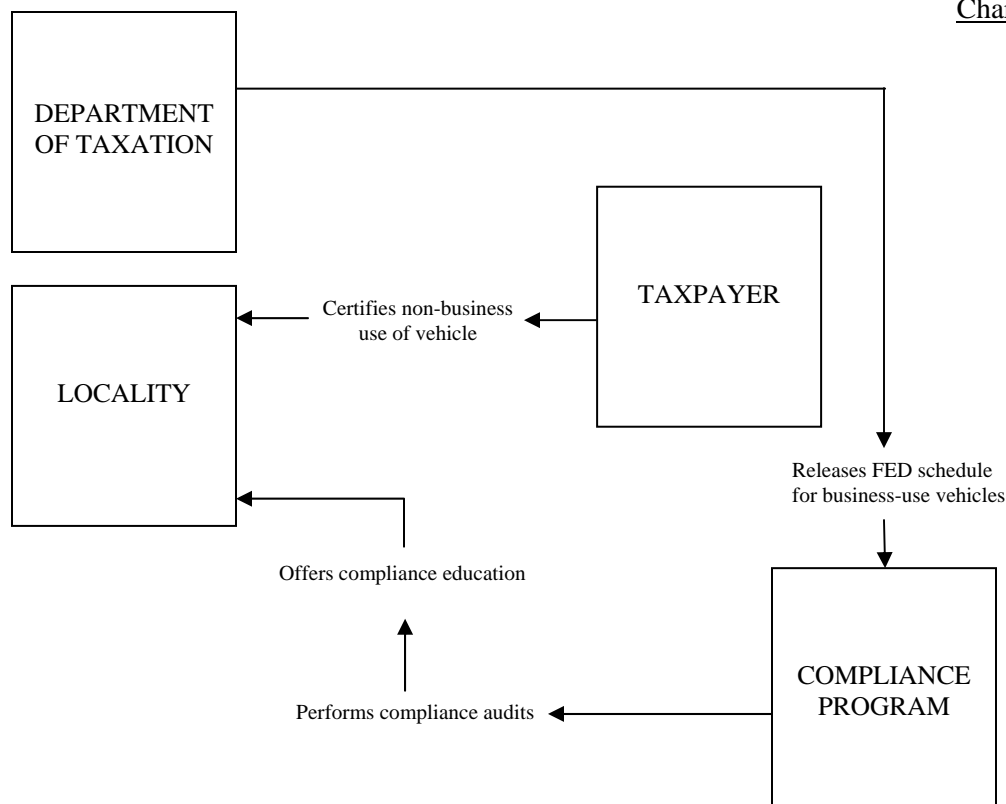 DEPARTMENT
OF TAXATION
TAXPAYER
Certifies non-business
use of vehicle
LOCALITY
Releases FED schedule
for business-use vehicles
Offers compliance education
COMPLIANCE
PROGRAM
Performs compliance audits